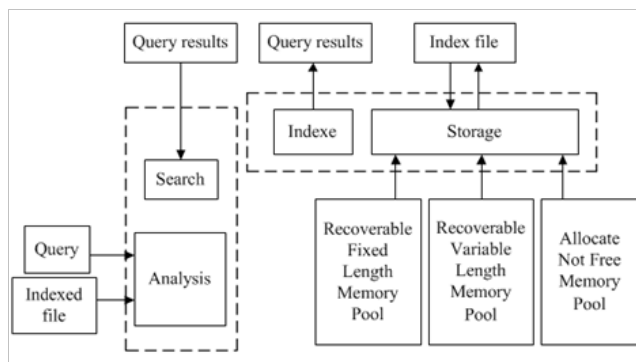 Query results
Query results
Index file
Indexe
Storage
Search
Query
Analysis
Indexed
file
Recoverable
Fixed
Length
Memory
Pool
Recoverable
Variable
Length
Memory
Pool
Allocate
Not Free
Memory
Pool